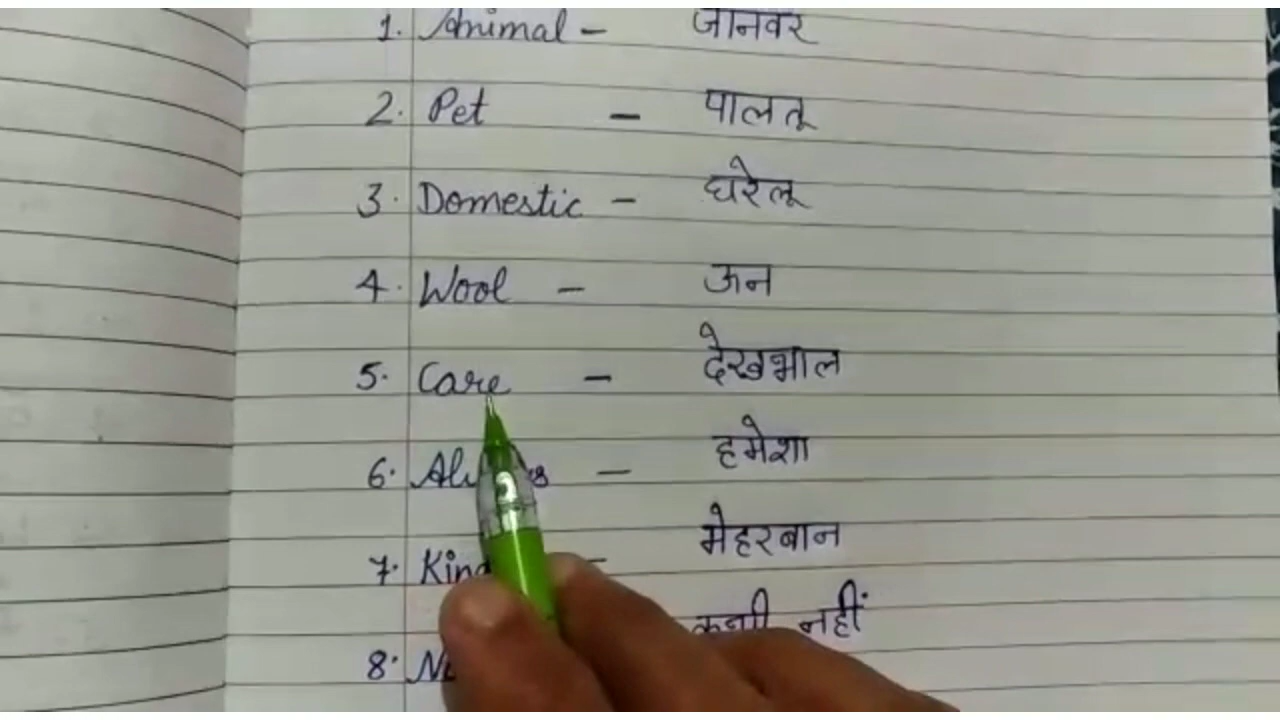 1. Animal - जानवर
2. Pet - पालतू
3. Domestic - घरेलू
4. Wool - ऊन
5. Care - देखभाल
6. -  हमेशा
7. - मेहरबान
8. कभी नहीं